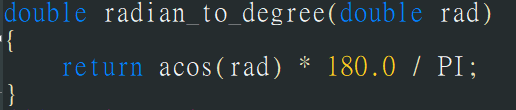 double radian_to_degree(double rad)
{
    return acos(rad) * 180.0 / PI;
}